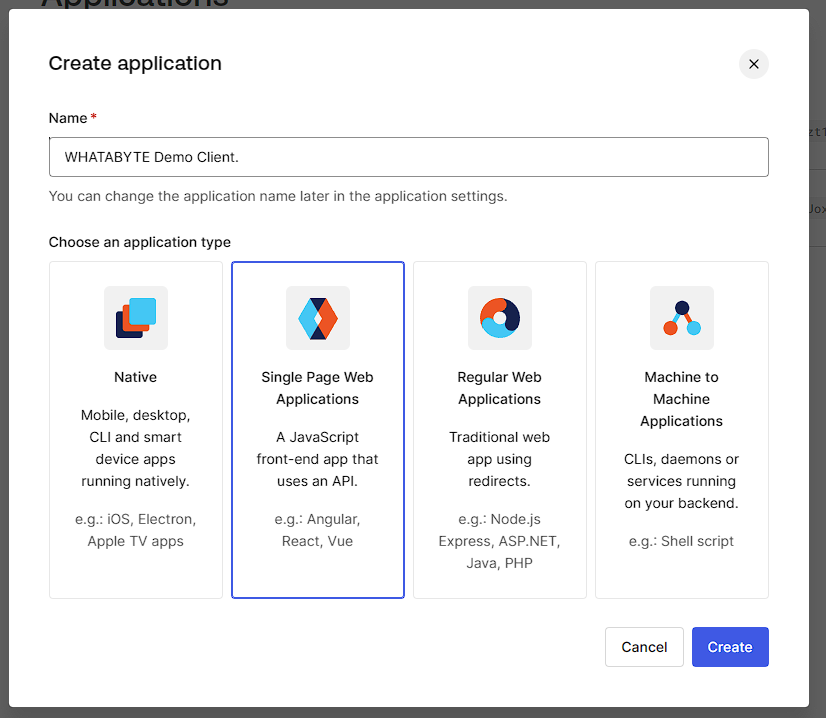 Applications
Create application
Name *
WHATABYTE Demo Client.
You can change the application name later in the application settings.
Choose an application type
Native
Mobile, desktop,
CLI and smart
device apps
running natively.
e.g.: iOS, Electron,
Apple TV apps
Single Page Web
Applications
A JavaScript
front-end app that
uses an API.
e.g.: Angular,
React, Vue
Regular Web
Applications
Traditional web
app using
redirects.
e.g.: Node.js
Express, ASP.NET,
Java, PHP
Machine to
Machine
Applications
CLIs, daemons or
services running
on your backend.
e.g.: Shell script
Cancel
Create